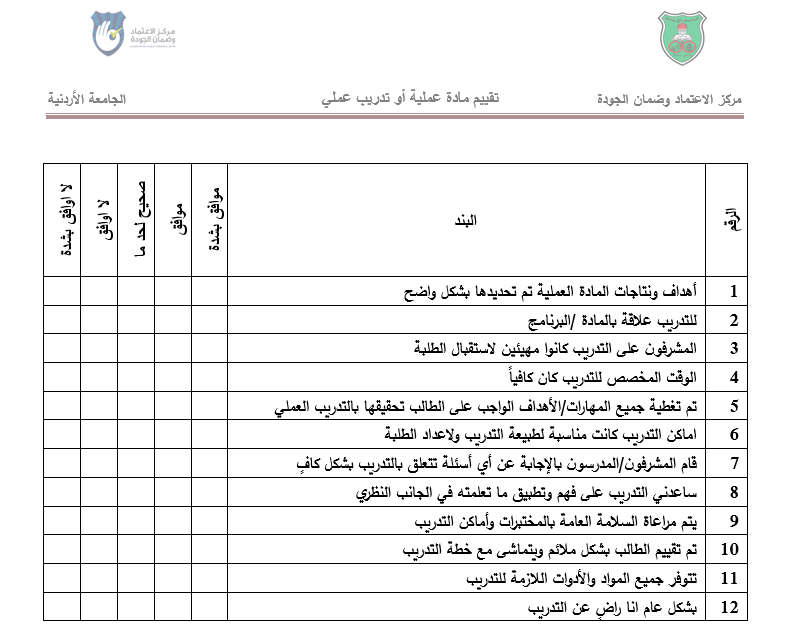 مركز الاعتماد
وضمان الجودة
مركز الاعتماد وضمان الجودة تقييم مادة عملية أو تدريب عملي الجامعة الأردنية
الرقم البند موافق بشدة موافق صحيح لحد ما لا اوافق لا اوافق بشدة
1 أهداف ونتاجات المادة العملية تم تحديدها بشكل واضح
2 للتدريب علاقة بالمادة /البرنامج
3 المشرفون على التدريب كانوا مهيئين لاستقبال الطلبة
4 الوقت المخصص للتدريب كان كافياً
5 تم تغطية جميع المهارات/الأهداف الواجب على الطالب تحقيقها بالتدريب العملي
6 اماكن التدريب كانت مناسبة لطبيعة التدريب ولاعداد الطلبة
7 قام المشرفون/المدرسون بالإجابة عن أي أسئلة تتعلق بالتدريب بشكل كافٍ
8 ساعدني التدريب على فهم وتطبيق ما تعلمته في الجانب النظري
9 يتم مراعاة السلامة العامة بالمختبرات وأماكن التدريب
10 تم تقييم الطالب بشكل ملائم ويتماشى مع خطة التدريب
11 تتوفر جميع المواد والأدوات اللازمة للتدريب
12 بشكل عام انا راضٍ عن التدريب